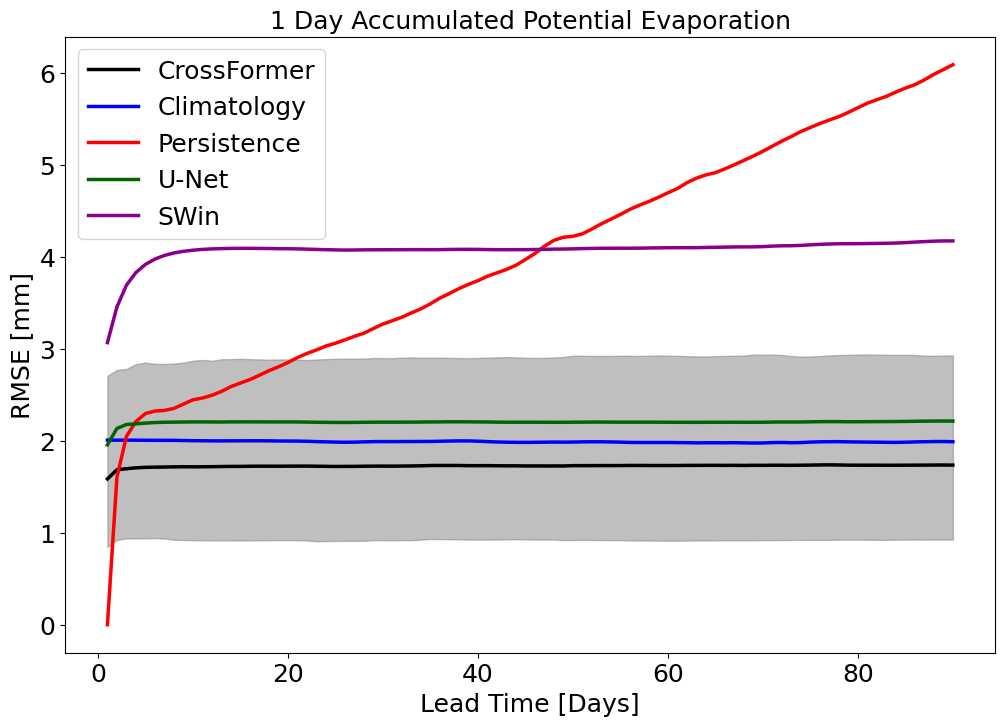 1 Day Accumulated Potential Evaporation
CrossFormer
Climatology
Persistence
U-Net
SWin
RMSE [mm]
6
5
4
3
2
1
0
0 20 40 60 80
Lead Time [Days]